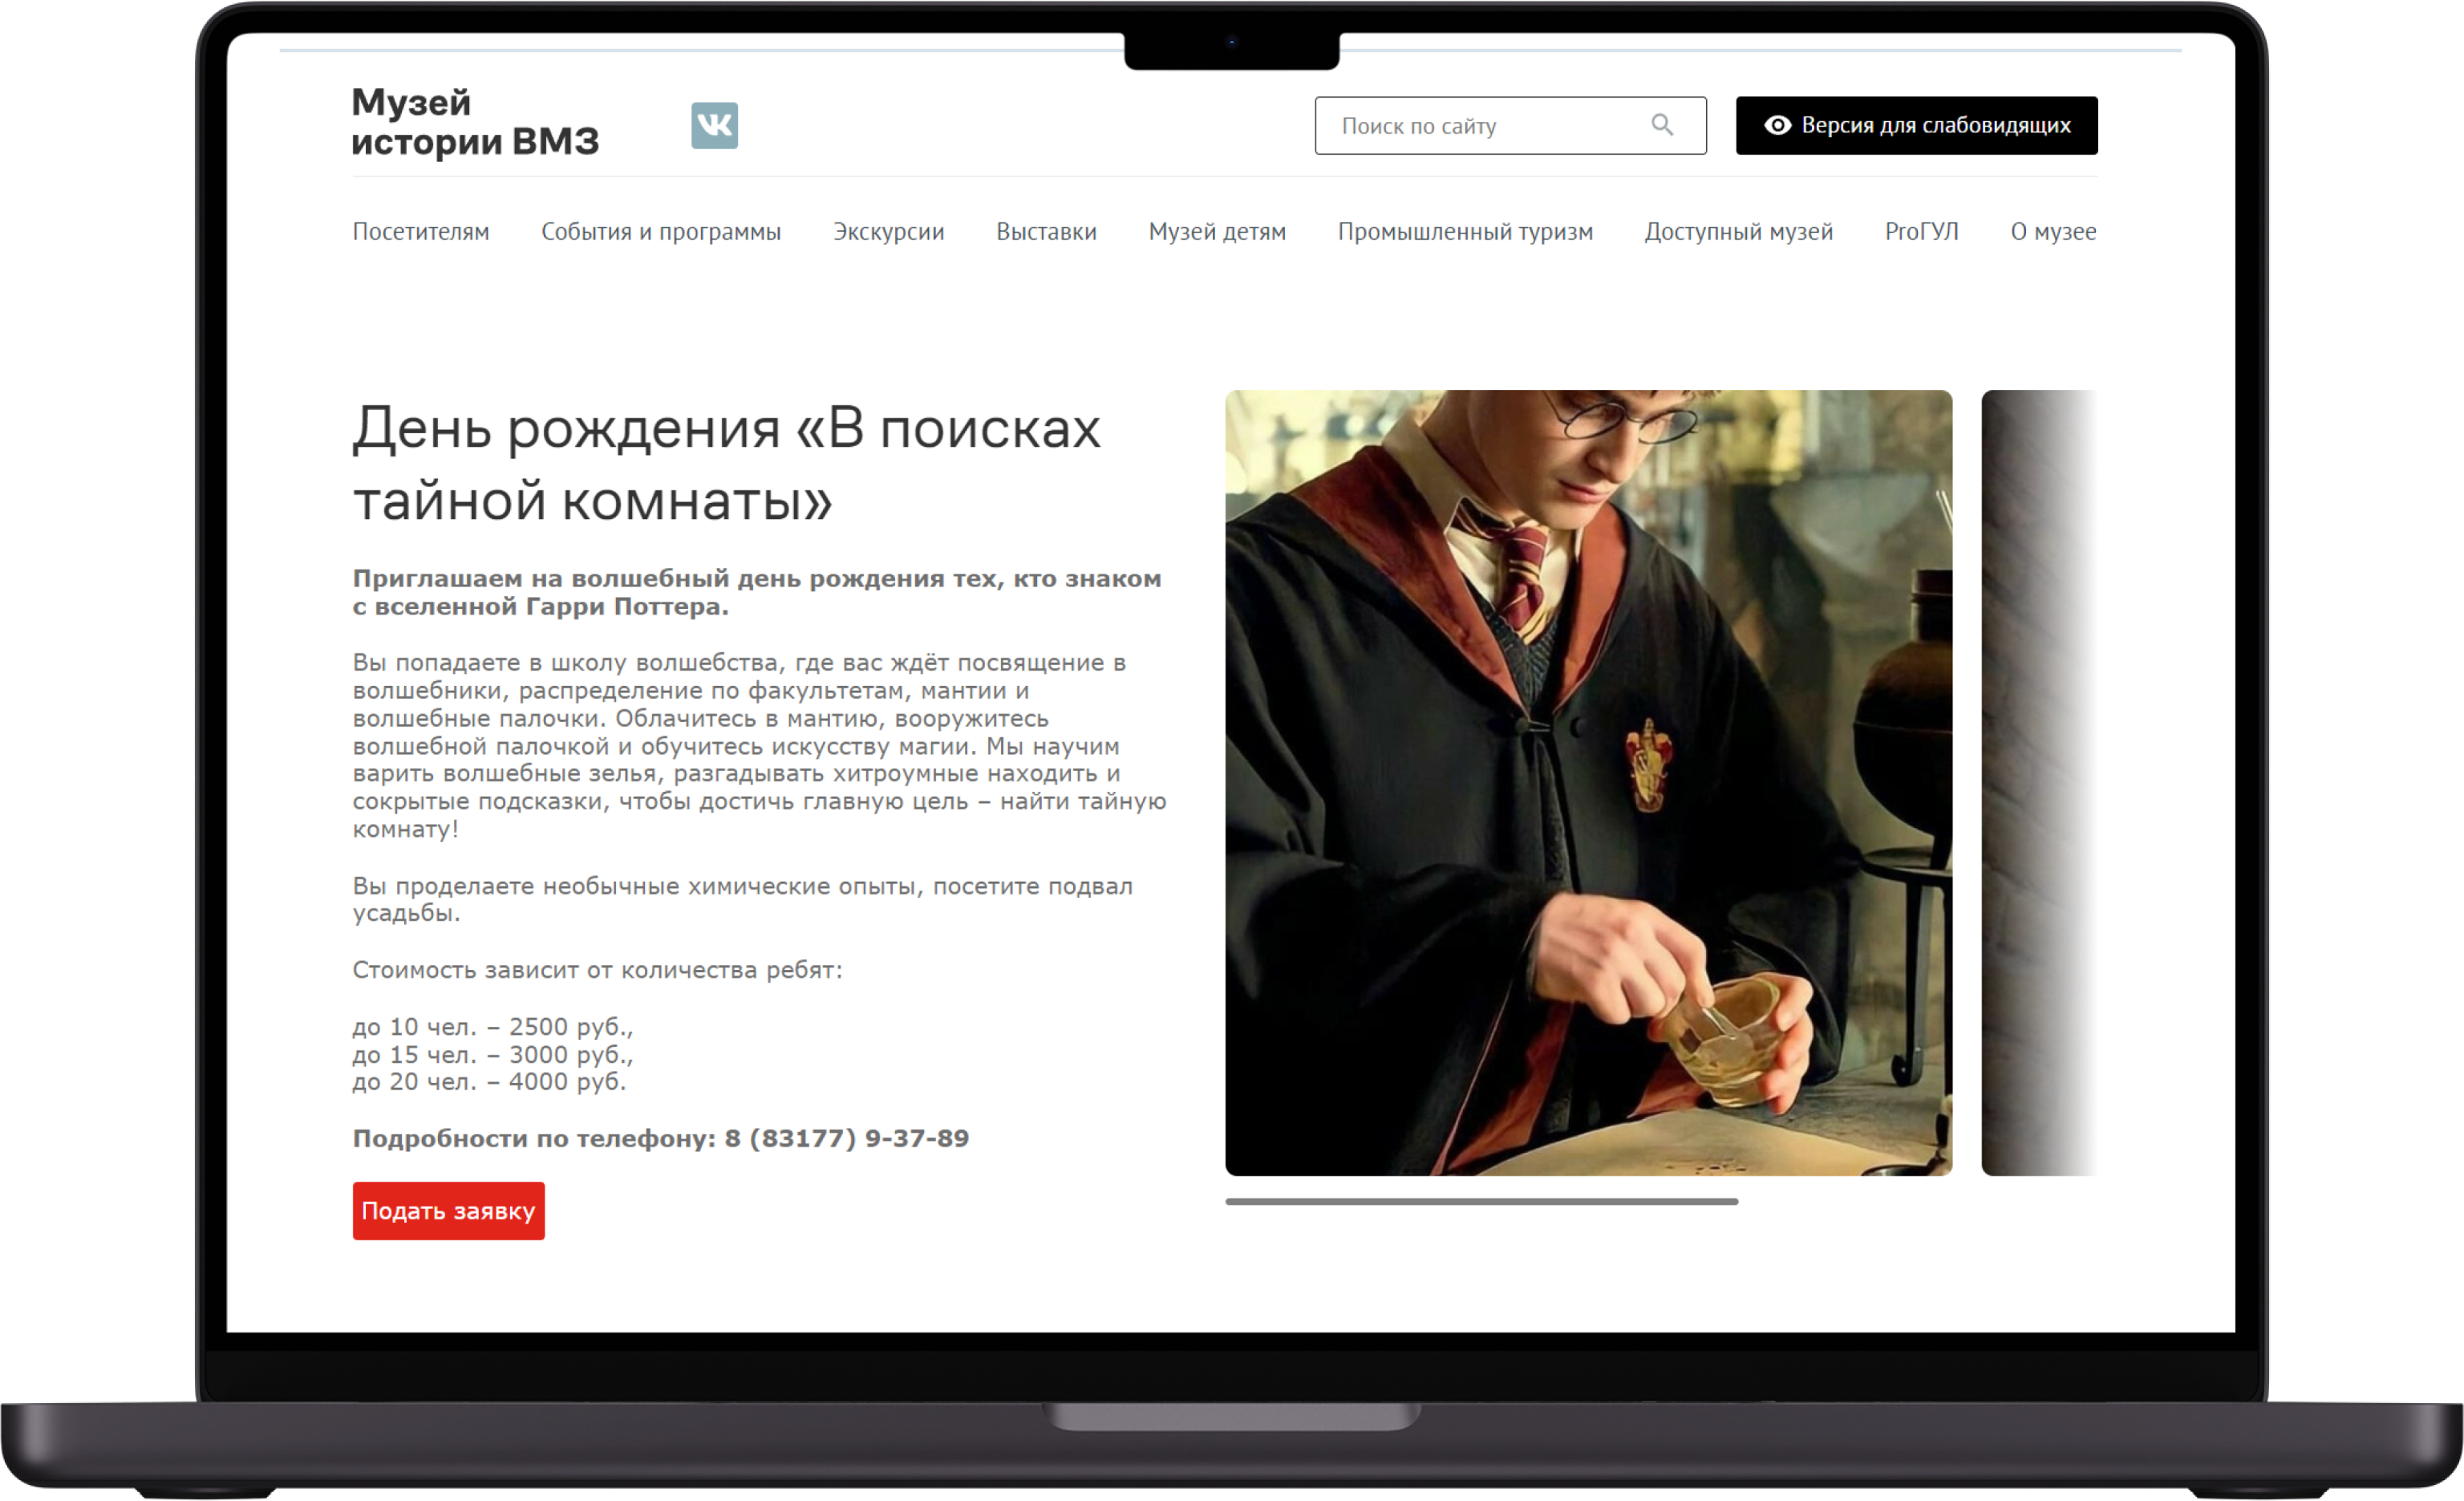 Музей
истории ВМЗ
Поиск по сайту
Версия для слабовидящих
Посетителям События и программы Экскурсии Выставки Музей детям Промышленный туризм Доступный музей ProГУЛ О музее
День рождения «В поисках
тайной комнаты»
Приглашаем на волшебный день рождения тех, кто знаком
с вселенной Гарри Поттера.
Вы попадаете в школу волшебства, где вас ждёт посвящение в
волшебники, распределение по факультетам, мантии и
волшебные палочки. Облачитесь в мантию, вооружитесь
волшебной палочкой и обучитесь искусству магии. Мы научим
варить волшебные зелья, разгадывать хитроумные находить и
сокрытые подсказки, чтобы достичь главную цель – найти тайную
комнату!
Вы проделаете необычные химические опыты, посетите подвал
усадьбы.
Стоимость зависит от количества ребят:
до 10 чел. – 2500 руб.,
до 15 чел. – 3000 руб.,
до 20 чел. – 4000 руб.
Подробности по телефону: 8 (83177) 9-37-89
Подать заявку